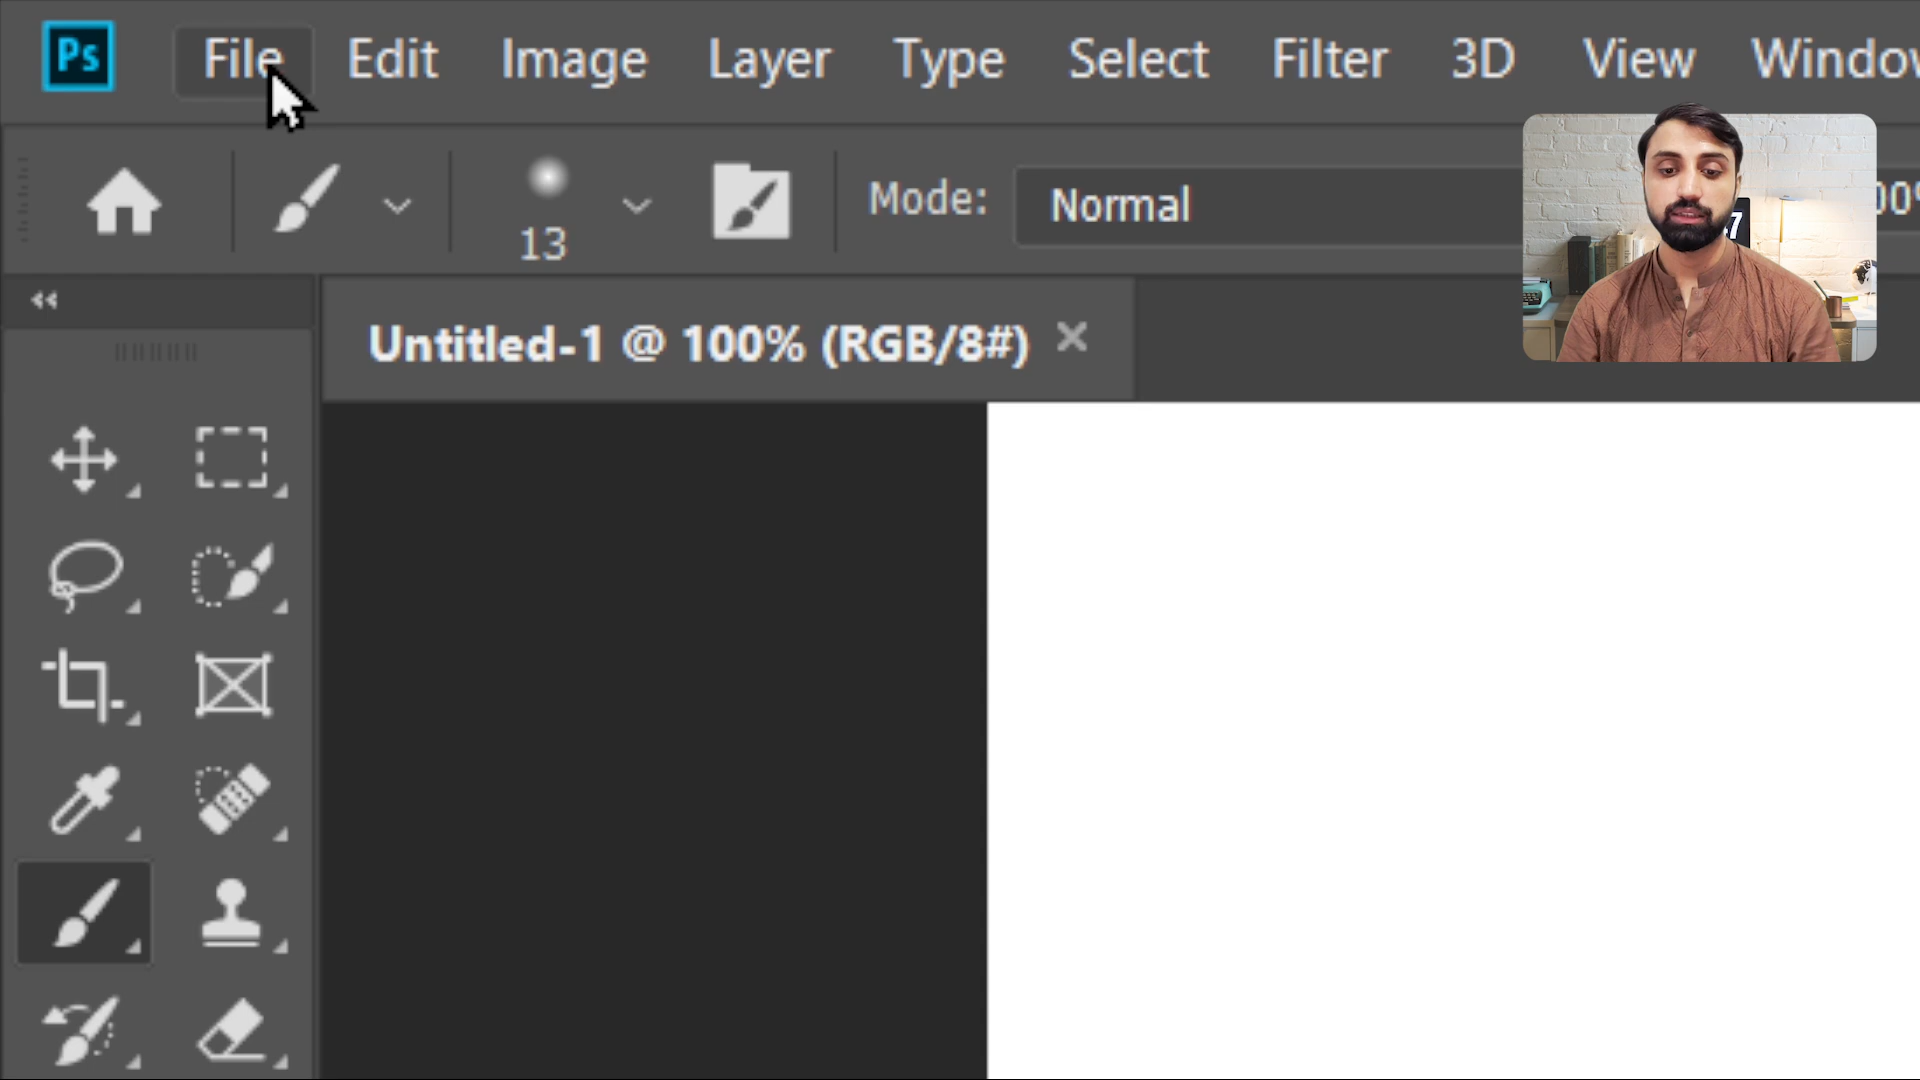 Ps File Edit Image Layer Type Select Filter 3D View
13 Mode: Normal
Untitled-1 @ 100% (RGB/8#) ×